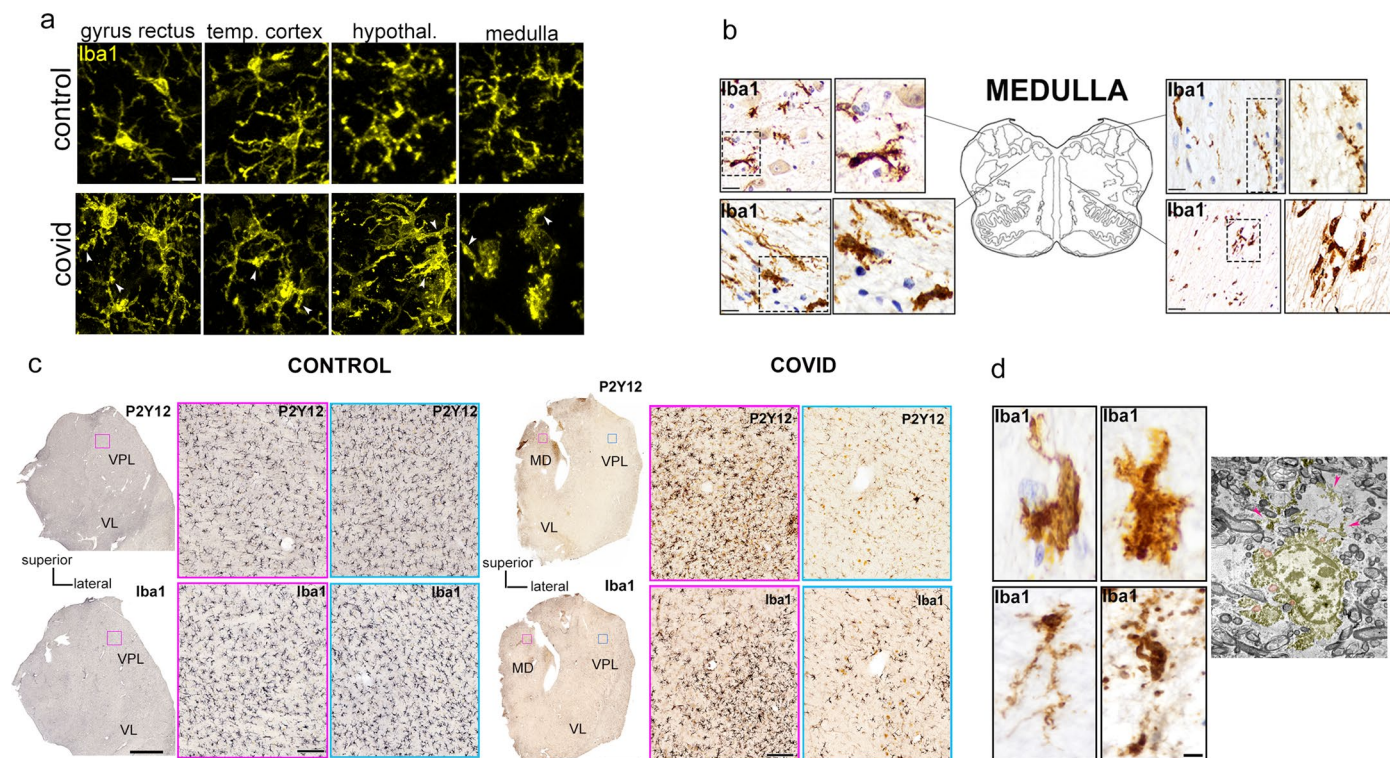 a
gyrus rectus temp. cortex hypothal. medulla
Iba1
control
covid
b
MEDULLA
Iba1
Iba1
Iba1
Iba1
c
CONTROL
COVID
P2Y12
VPL
VL
superior
lateral
Iba1
VPL
VL
P2Y12
P2Y12
Iba1
Iba1
P2Y12
MD
VPL
VL
superior
lateral
Iba1
MD
VPL
VL
P2Y12
P2Y12
Iba1
Iba1
d
Iba1
Iba1
Iba1
Iba1